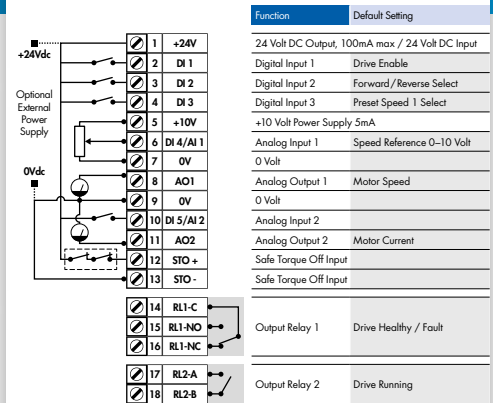 Function Default Setting
+24Vdc
1 +24V 24 Volt DC Output, 100mA max / 24 Volt DC Input
2 DI 1 Digital Input 1 Drive Enable
3 DI 2 Digital Input 2 Forward/Reverse Select
4 DI 3 Digital Input 3 Preset Speed 1 Select
Optional
External
Power
Supply
5 +10V +10 Volt Power Supply 5mA
6 DI 4/AI 1 Analog Input 1 Speed Reference 0–10 Volt
7 0V 0 Volt
0Vdc
8 AO1 Analog Output 1 Motor Speed
9 0V 0 Volt
10 DI 5/AI 2 Analog Input 2
11 AO2 Analog Output 2 Motor Current
12 STO + Safe Torque Off Input
13 STO - Safe Torque Off Input
14 RL1-C
15 RL1-NO Output Relay 1 Drive Healthy / Fault
16 RL1-NC
17 RL2-A
Output Relay 2 Drive Running
18 RL2-B